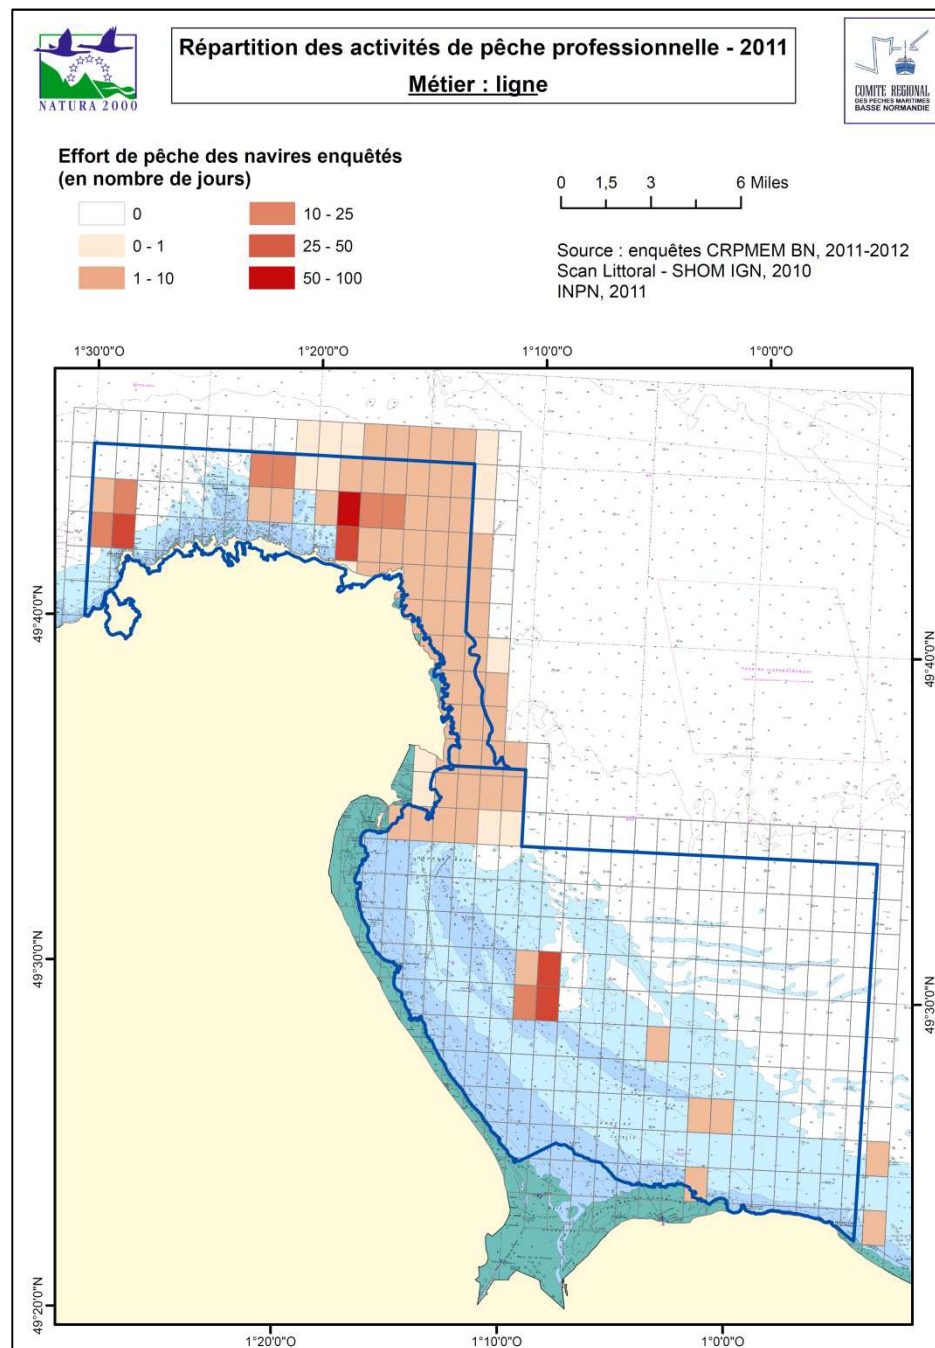 NATURA 2000
Répartition des activités de pêche professionnelle - 2011
Métier : ligne
COMITE REGIONAL
DES PECHES MARITIMES
BASSE NORMANDIE
Effort de pêche des navires enquêtés
(en nombre de jours)
0
0 - 1
1 - 10
10 - 25
25 - 50
50 - 100
0 1,5 3 6 Miles
Source : enquêtes CRPMEM BN, 2011-2012
Scan Littoral - SHOM IGN, 2010
INPN, 2011
1°30'0"O 1°20'0"O 1°10'0"O 1°0'0"O
49°40'0"N
49°40'0"N
49°30'0"N
49°30'0"N
49°20'0"N
1°20'0"O 1°10'0"O 1°0'0"O